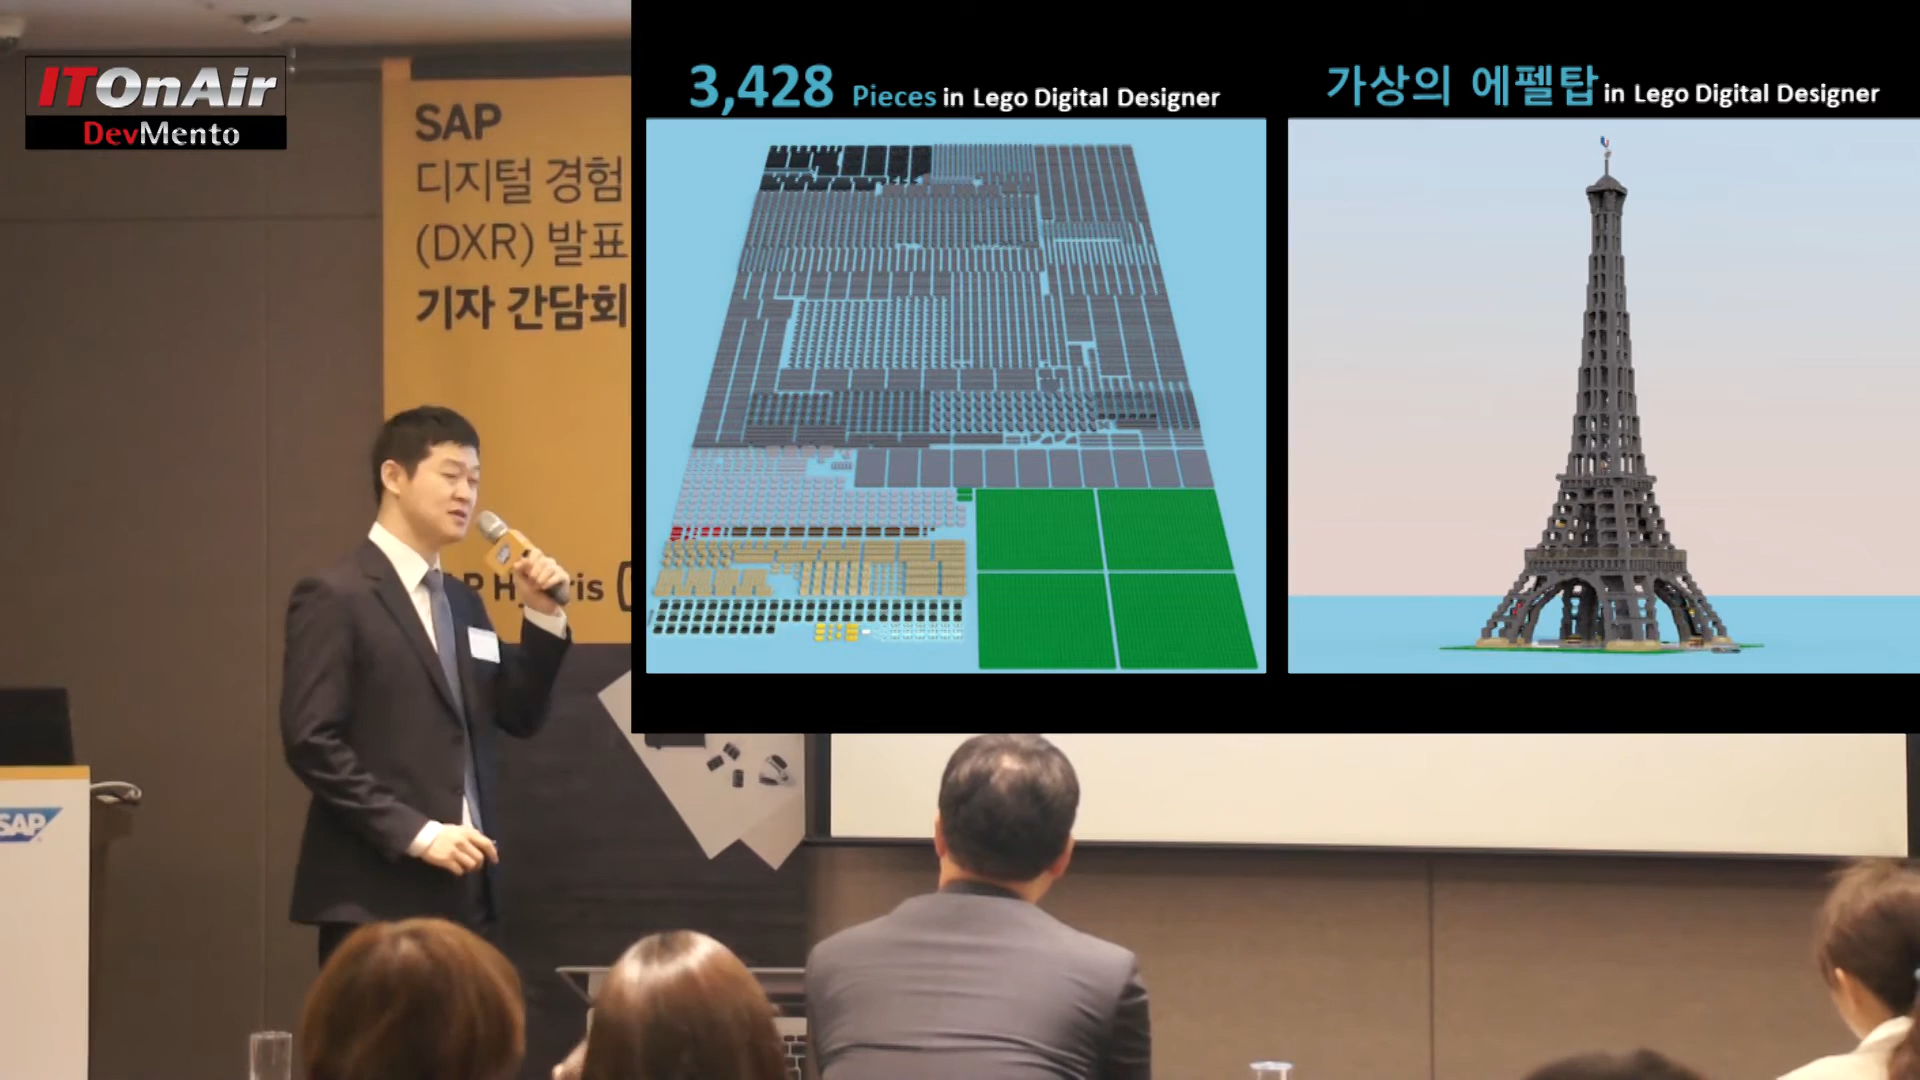 ITOnAir
DevMento
SAP
디지털 경험
(DXR) 발표
기자 간담회
SAP
3,428 Pieces in Lego Digital Designer
가상의 에펠탑 in Lego Digital Designer
SAP